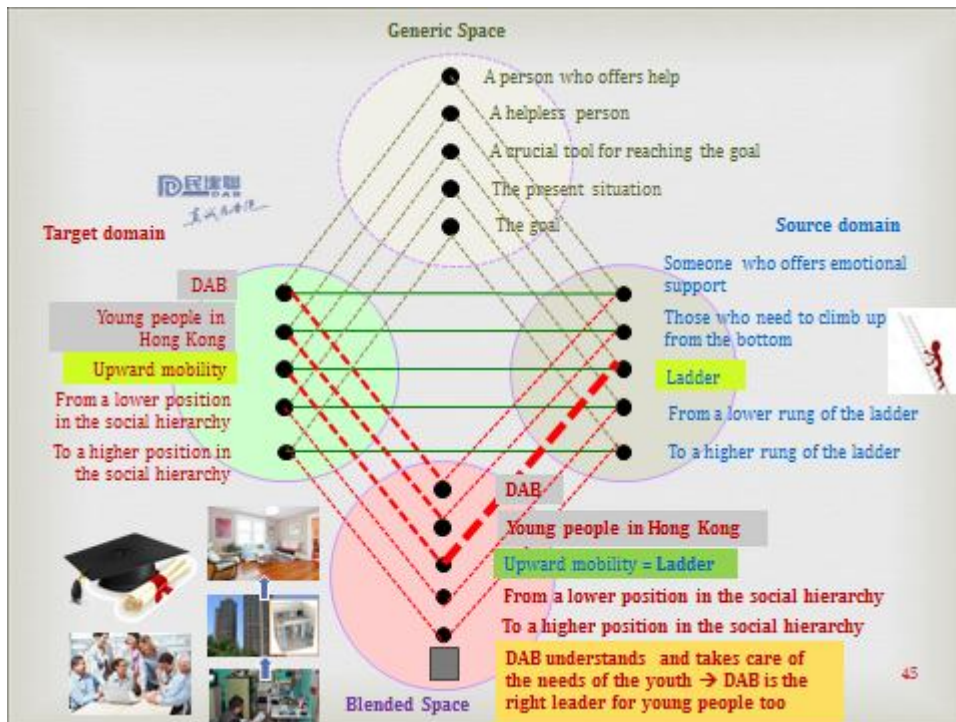 Generic Space
A person who offers help
A helpless person
A crucial tool for reaching the goal
The present situation
The goal
民建聯
DAB
Target domain
DAB
Young people in
Hong Kong
Upward mobility
From a lower position
in the social hierarchy
To a higher position in
the social hierarchy
Source domain
Someone who offers emotional
support
Those who need to climb up
from the bottom
Ladder
From a lower rung of the ladder
To a higher rung of the ladder
DAB
Young people in Hong Kong
Upward mobility = Ladder
From a lower position in the social hierarchy
To a higher position in the social hierarchy
DAB understands and takes care of
the needs of the youth → DAB is the
right leader for young people too
Blended Space
45